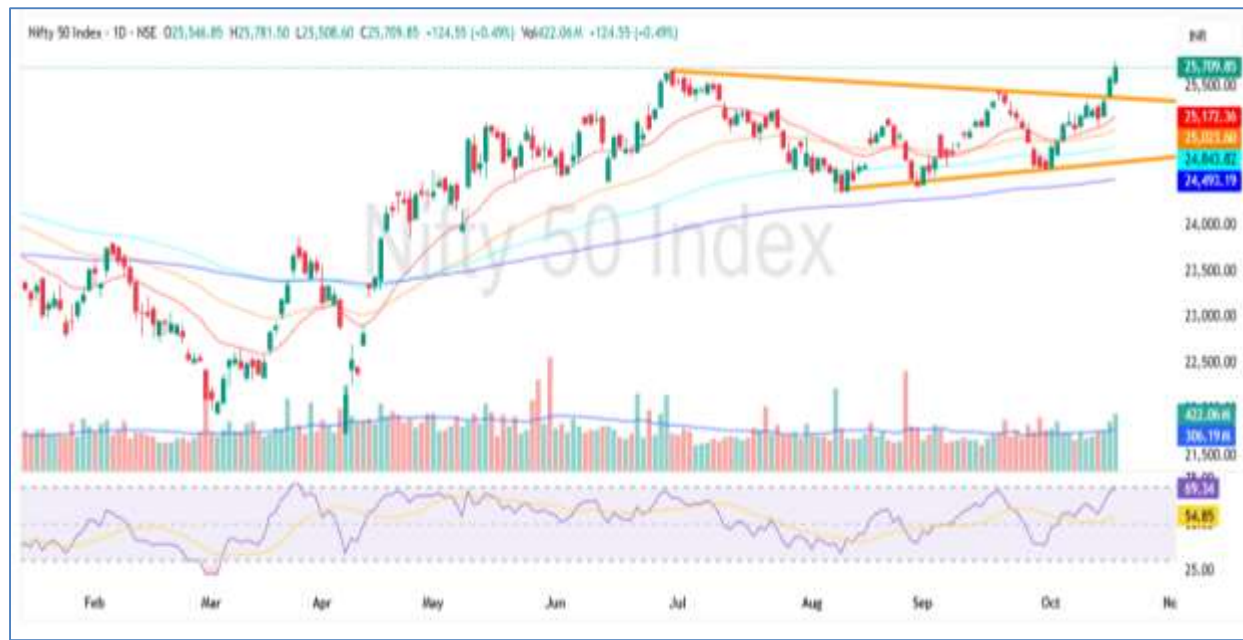 Nifty 50 Index · 1D · NSE O25,546.85 H25,781.50 L25,508.60 C25,709.85 +124.55 (+0.49%) Vol422.06M +124.55 (+0.49%)
INR
25,709.85
25,500.00
25,172.36
25,023.60
24,843.82
24,493.19
24,000.00
23,500.00
23,000.00
22,500.00
422.06M
306.19M
21,500.00
Nifty 50 Index
75.00
69.34
54.85
25.00
Feb Mar Apr May Jun Jul Aug Sep Oct